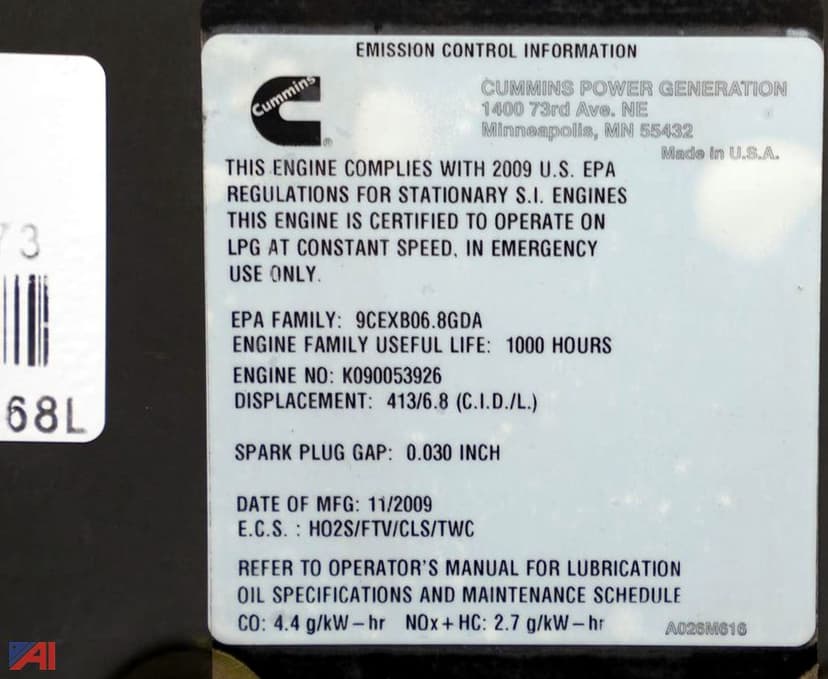 EMISSION CONTROL INFORMATION
Cummins
CUMMINS POWER GENERATION
1400 73rd Ave. NE
Minneapolis, MN 55432
Made in U.S.A.
THIS ENGINE COMPLIES WITH 2009 U.S. EPA
REGULATIONS FOR STATIONARY S.I. ENGINES
THIS ENGINE IS CERTIFIED TO OPERATE ON
LPG AT CONSTANT SPEED, IN EMERGENCY
USE ONLY.
EPA FAMILY: 9CEXB06.8GDA
ENGINE FAMILY USEFUL LIFE: 1000 HOURS
ENGINE NO: K090053926
DISPLACEMENT: 413/6.8 (C.I.D./L.)
SPARK PLUG GAP: 0.030 INCH
DATE OF MFG: 11/2009
E.C.S. : HO2S/FTV/CLS/TWC
REFER TO OPERATOR'S MANUAL FOR LUBRICATION
OIL SPECIFICATIONS AND MAINTENANCE SCHEDULE
CO: 4.4 g/kW-hr NOx+HC: 2.7 g/kW-hr
A026M616
73
68L
AI